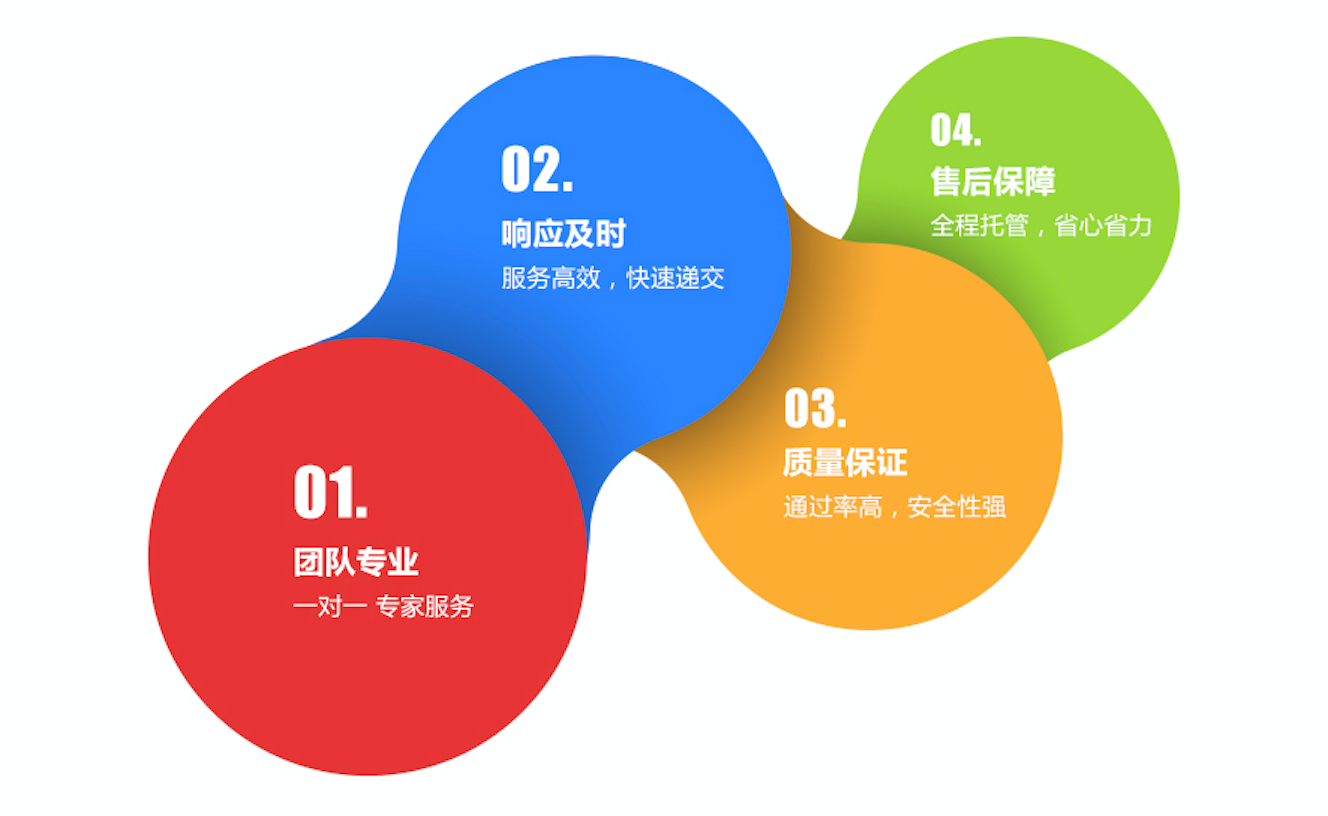 01.
团队专业
一对一 专家服务
02.
响应及时
服务高效，快速递交
03.
质量保证
通过率高，安全性强
04.
售后保障
全程托管，省心省力